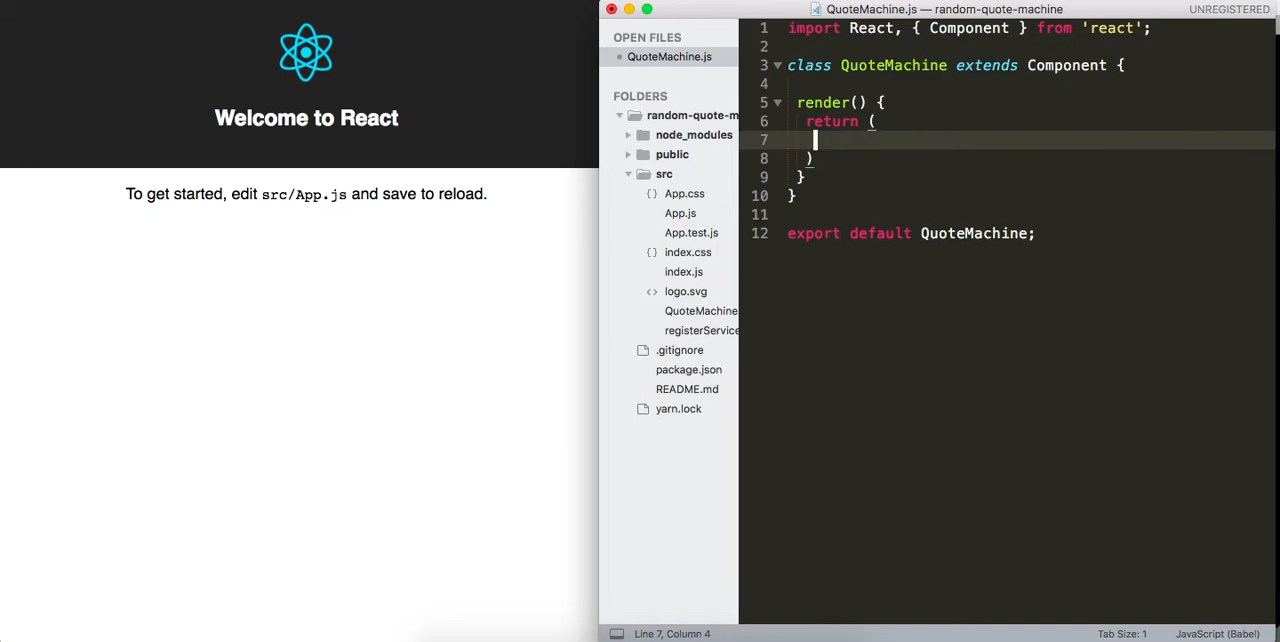 Welcome to React
To get started, edit src/App.js and save to reload.
QuoteMachine.js — random-quote-machine
UNREGISTERED
OPEN FILES
QuoteMachine.js
FOLDERS
random-quote-m
node_modules
public
src
{} App.css
App.js
App.test.js
{} index.css
index.js
<> logo.svg
QuoteMachine
registerService
.gitignore
package.json
README.md
yarn.lock
1 import React, { Component } from 'react';
2
3 class QuoteMachine extends Component {
4
5 render() {
6 return (
7
8 )
9 }
10 }
11
12 export default QuoteMachine;
Line 7, Column 4
Tab Size: 1
JavaScript (Babel)